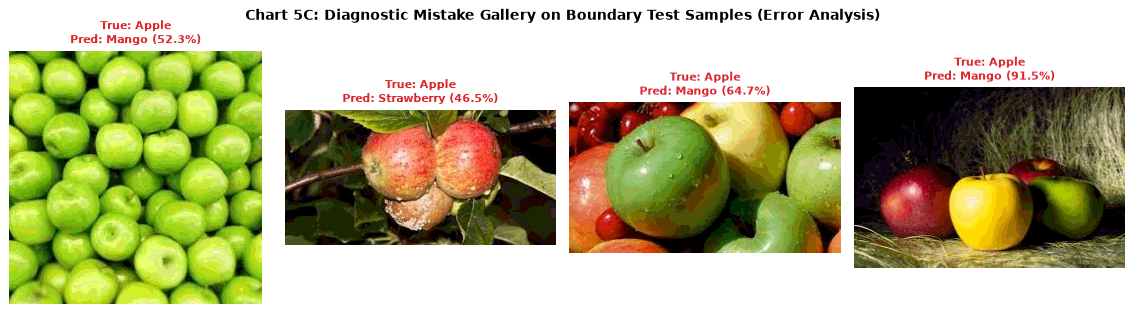 Chart 5C: Diagnostic Mistake Gallery on Boundary Test Samples (Error Analysis)
True: Apple
Pred: Mango (52.3%)
True: Apple
Pred: Strawberry (46.5%)
True: Apple
Pred: Mango (64.7%)
True: Apple
Pred: Mango (91.5%)